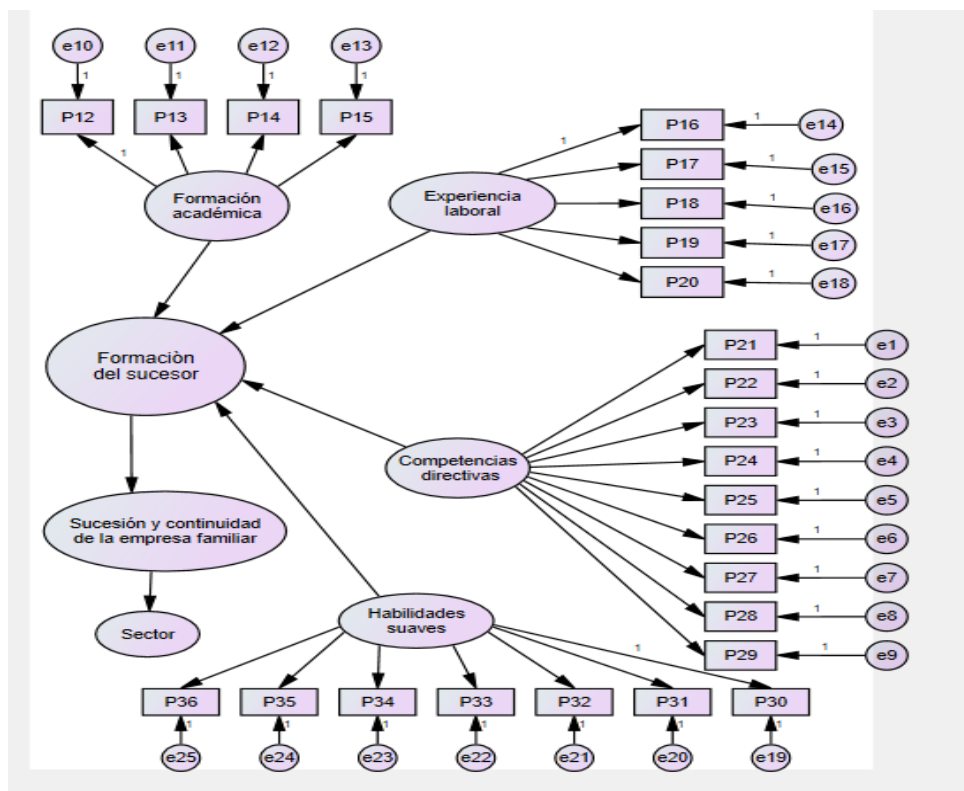 e10
e11
e12
e13
1
1
1
1
P12
P13
P14
P15
1
Formación
académica
Experiencia
laboral
1
P16
1
e14
P17
1
e15
P18
1
e16
P19
1
e17
P20
1
e18
Formaciòn
del sucesor
P21
1
e1
P22
1
e2
P23
1
e3
Competencias
directivas
P24
1
e4
P25
1
e5
P26
1
e6
P27
1
e7
P28
1
e8
P29
1
e9
Sucesión y continuidad
de la empresa familiar
Sector
Habilidades
suaves
1
P36
P35
P34
P33
P32
P31
P30
1
1
1
1
1
1
1
e25
e24
e23
e22
e21
e20
e19